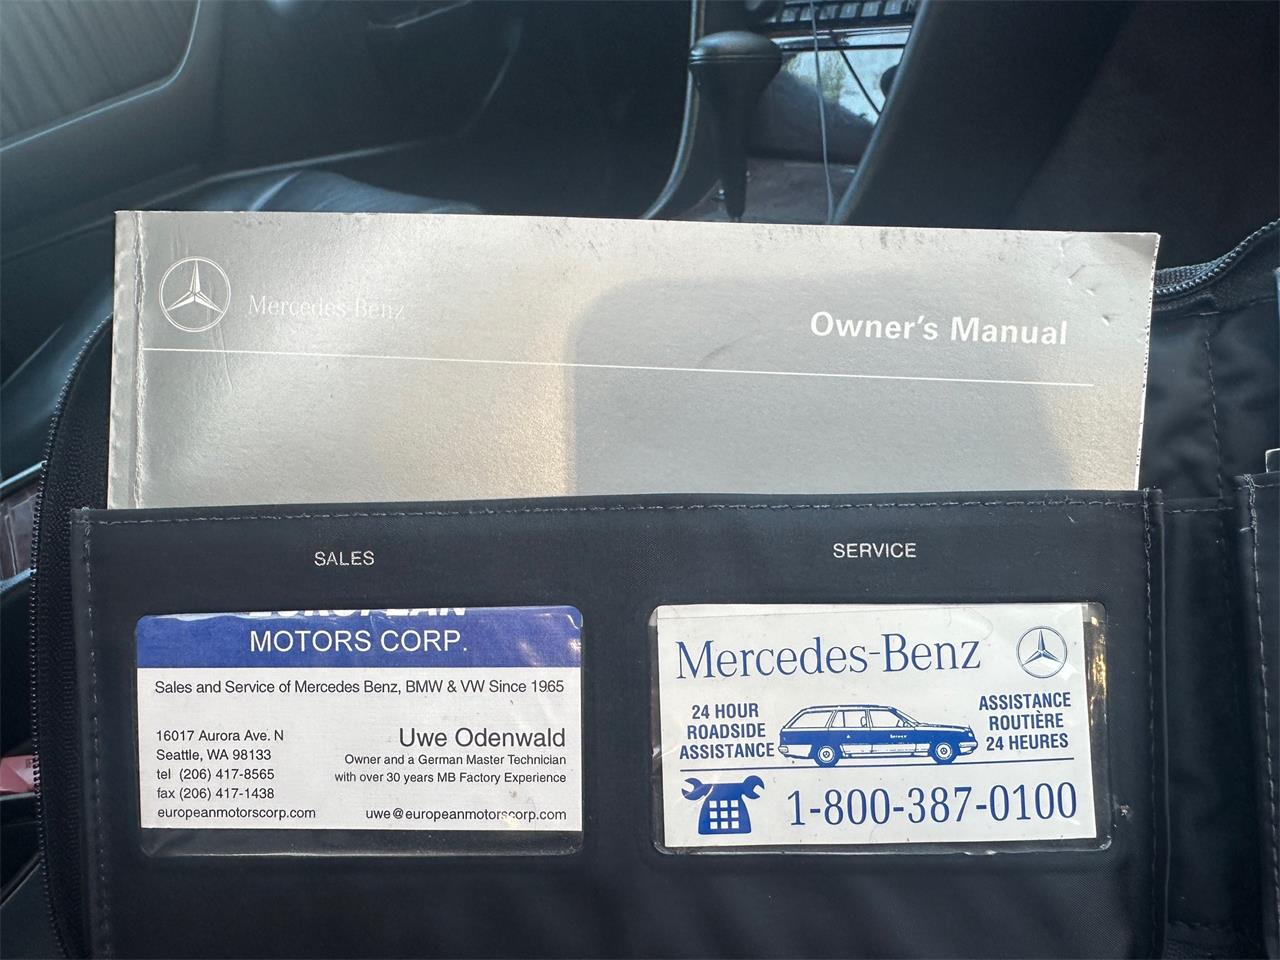 Mercedes-Benz
Owner's Manual
SALES
SERVICE
EUROPEAN
MOTORS CORP.
Sales and Service of Mercedes Benz, BMW & VW Since 1965
16017 Aurora Ave. N
Seattle, WA 98133
tel (206) 417-8565
fax (206) 417-1438
europeanmotorscorp.com
Uwe Odenwald
Owner and a German Master Technician
with over 30 years MB Factory Experience
uwe@europeanmotorscorp.com
Mercedes-Benz
24 HOUR
ROADSIDE
ASSISTANCE
ASSISTANCE
ROUTIÈRE
24 HEURES
1-800-387-0100